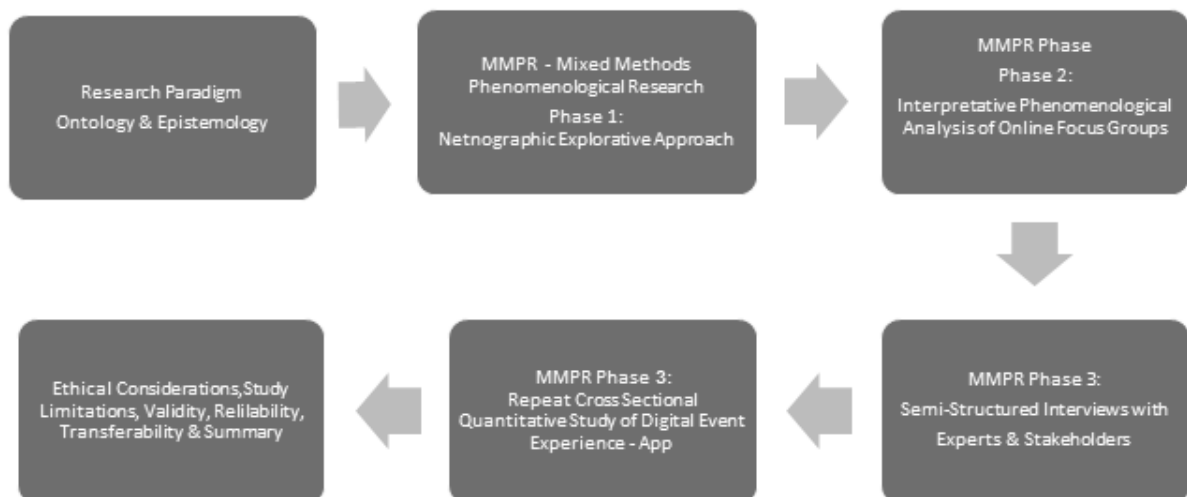 Research Paradigm
Ontology & Epistemology
MMPR - Mixed Methods
Phenomenological Research
Phase 1:
Netnographic Explorative Approach
MMPR Phase
Phase 2:
Interpretative Phenomenological
Analysis of Online Focus Groups
MMPR Phase 3:
Semi-Structured Interviews with
Experts & Stakeholders
MMPR Phase 3:
Repeat Cross Sectional
Quantitative Study of Digital Event
Experience - App
Ethical Considerations,Study
Limitations, Validity, Relilability,
Transferability & Summary